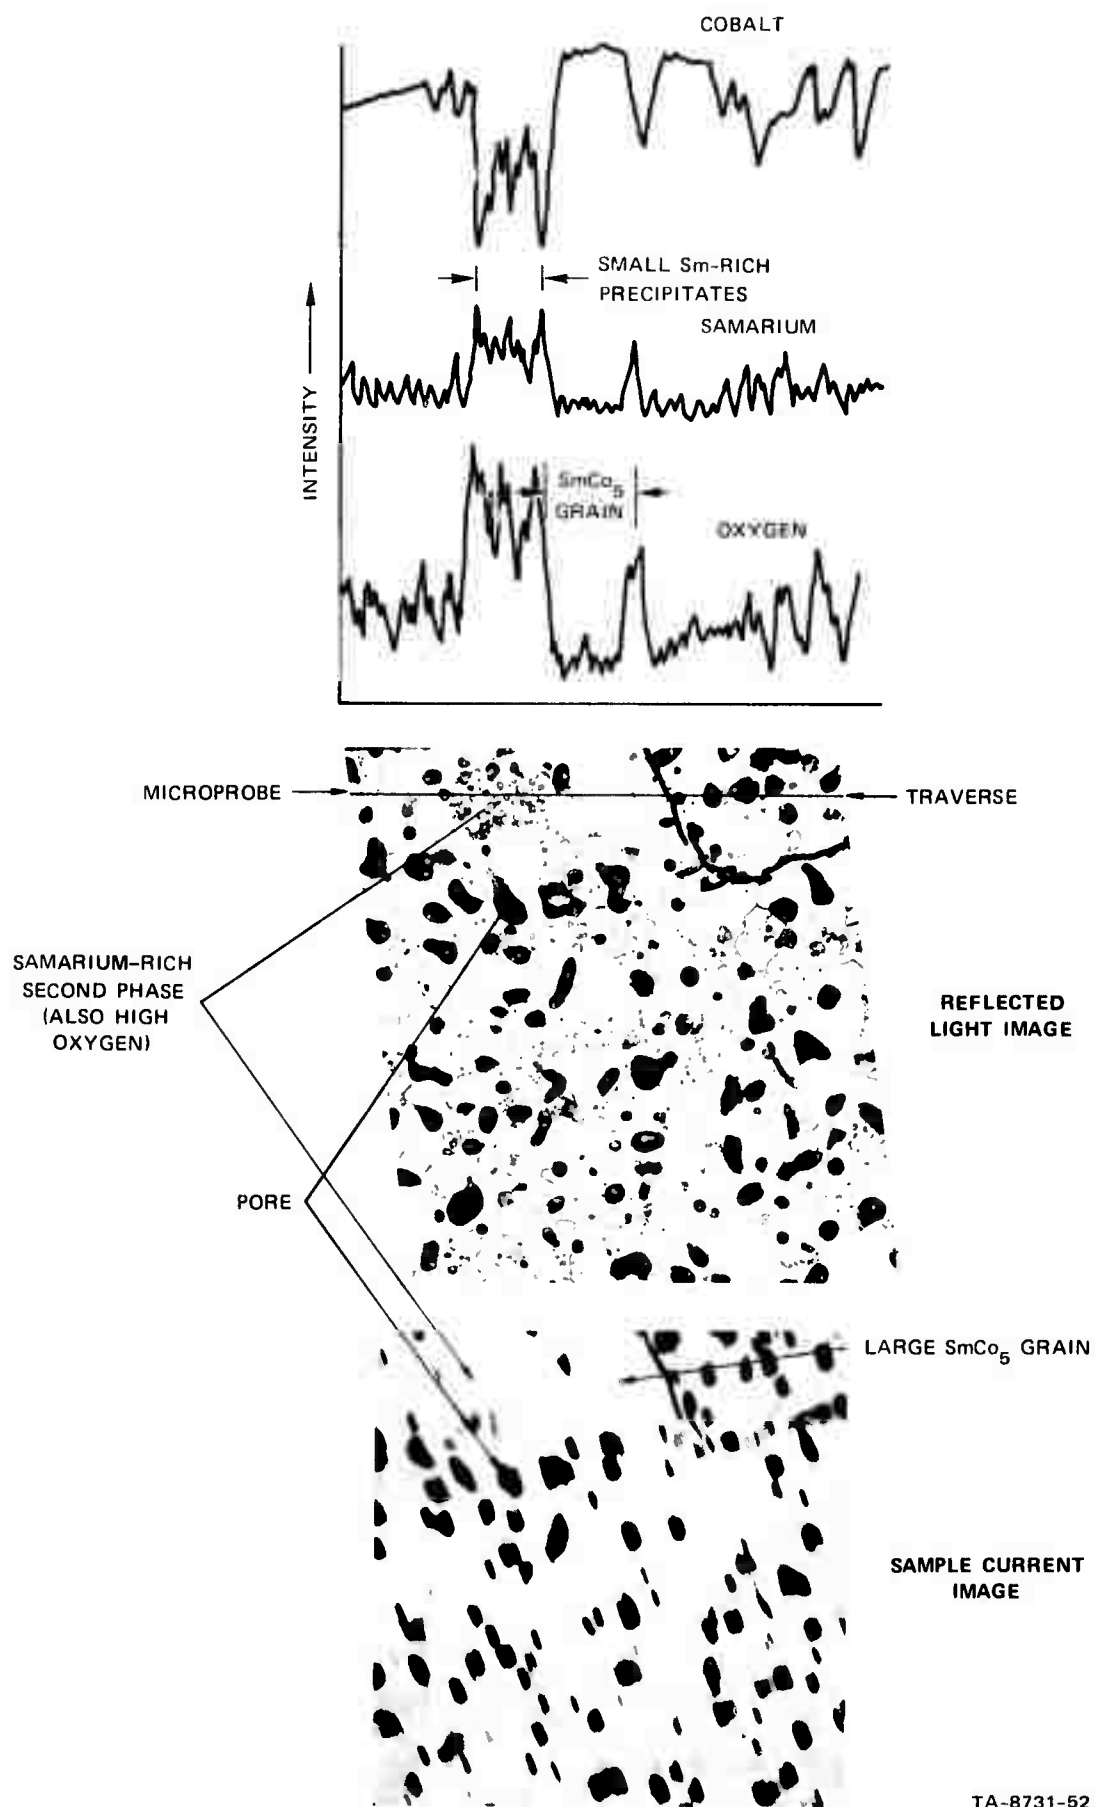 COBALT
SMALL Sm-RICH
PRECIPITATES
SAMARIUM
INTENSITY
SmCo5
GRAIN
OXYGEN
MICROPROBE
TRAVERSE
SAMARIUM-RICH
SECOND PHASE
(ALSO HIGH
OXYGEN)
REFLECTED
LIGHT IMAGE
PORE
LARGE SmCo5 GRAIN
SAMPLE CURRENT
IMAGE
TA-8731-52